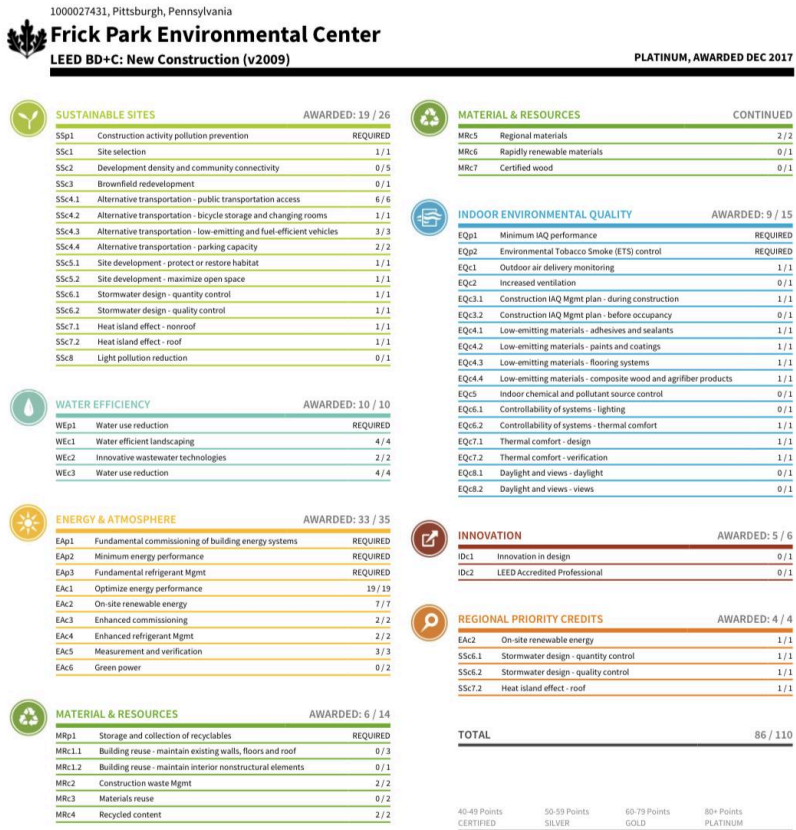 1000027431, Pittsburgh, Pennsylvania
Frick Park Environmental Center
LEED BD+C: New Construction (v2009)
PLATINUM, AWARDED DEC 2017
SUSTAINABLE SITES AWARDED: 19 / 26
SSp1 Construction activity pollution prevention REQUIRED
SSc1 Site selection 1 / 1
SSc2 Development density and community connectivity 0 / 5
SSc3 Brownfield redevelopment 0 / 1
SSc4.1 Alternative transportation - public transportation access 6 / 6
SSc4.2 Alternative transportation - bicycle storage and changing rooms 1 / 1
SSc4.3 Alternative transportation - low-emitting and fuel-efficient vehicles 3 / 3
SSc4.4 Alternative transportation - parking capacity 2 / 2
SSc5.1 Site development - protect or restore habitat 1 / 1
SSc5.2 Site development - maximize open space 1 / 1
SSc6.1 Stormwater design - quantity control 1 / 1
SSc6.2 Stormwater design - quality control 1 / 1
SSc7.1 Heat island effect - nonroof 1 / 1
SSc7.2 Heat island effect - roof 1 / 1
SSc8 Light pollution reduction 0 / 1
WATER EFFICIENCY AWARDED: 10 / 10
WEp1 Water use reduction REQUIRED
WEc1 Water efficient landscaping 4 / 4
WEc2 Innovative wastewater technologies 2 / 2
WEc3 Water use reduction 4 / 4
ENERGY & ATMOSPHERE AWARDED: 33 / 35
EAp1 Fundamental commissioning of building energy systems REQUIRED
EAp2 Minimum energy performance REQUIRED
EAp3 Fundamental refrigerant Mgmt REQUIRED
EAc1 Optimize energy performance 19 / 19
EAc2 On-site renewable energy 7 / 7
EAc3 Enhanced commissioning 2 / 2
EAc4 Enhanced refrigerant Mgmt 2 / 2
EAc5 Measurement and verification 3 / 3
EAc6 Green power 0 / 2
MATERIAL & RESOURCES AWARDED: 6 / 14
MRp1 Storage and collection of recyclables REQUIRED
MRc1.1 Building reuse - maintain existing walls, floors and roof 0 / 3
MRc1.2 Building reuse - maintain interior nonstructural elements 0 / 1
MRc2 Construction waste Mgmt 2 / 2
MRc3 Materials reuse 0 / 2
MRc4 Recycled content 2 / 2
MATERIAL & RESOURCES CONTINUED
MRc5 Regional materials 2 / 2
MRc6 Rapidly renewable materials 0 / 1
MRc7 Certified wood 0 / 1
INDOOR ENVIRONMENTAL QUALITY AWARDED: 9 / 15
EQp1 Minimum IAQ performance REQUIRED
EQp2 Environmental Tobacco Smoke (ETS) control REQUIRED
EQc1 Outdoor air delivery monitoring 1 / 1
EQc2 Increased ventilation 0 / 1
EQc3.1 Construction IAQ Mgmt plan - during construction 1 / 1
EQc3.2 Construction IAQ Mgmt plan - before occupancy 0 / 1
EQc4.1 Low-emitting materials - adhesives and sealants 1 / 1
EQc4.2 Low-emitting materials - paints and coatings 1 / 1
EQc4.3 Low-emitting materials - flooring systems 1 / 1
EQc4.4 Low-emitting materials - composite wood and agrifiber products 1 / 1
EQc5 Indoor chemical and pollutant source control 0 / 1
EQc6.1 Controllability of systems - lighting 0 / 1
EQc6.2 Controllability of systems - thermal comfort 1 / 1
EQc7.1 Thermal comfort - design 1 / 1
EQc7.2 Thermal comfort - verification 1 / 1
EQc8.1 Daylight and views - daylight 0 / 1
EQc8.2 Daylight and views - views 0 / 1
INNOVATION AWARDED: 5 / 6
IDc1 Innovation in design 0 / 1
IDc2 LEED Accredited Professional 0 / 1
REGIONAL PRIORITY CREDITS AWARDED: 4 / 4
EAc2 On-site renewable energy 1 / 1
SSc6.1 Stormwater design - quantity control 1 / 1
SSc6.2 Stormwater design - quality control 1 / 1
SSc7.2 Heat island effect - roof 1 / 1
TOTAL 86 / 110
40-49 Points 50-59 Points 60-79 Points 80+ Points
CERTIFIED SILVER GOLD PLATINUM